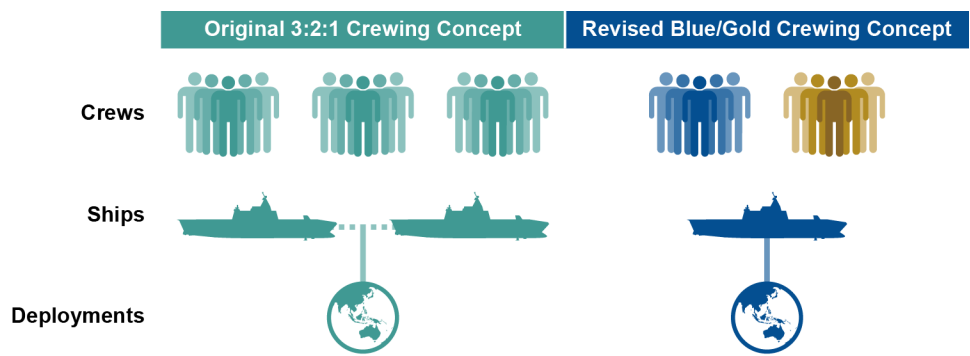 Original 3:2:1 Crewing Concept
Revised Blue/Gold Crewing Concept
Crews
Ships
Deployments